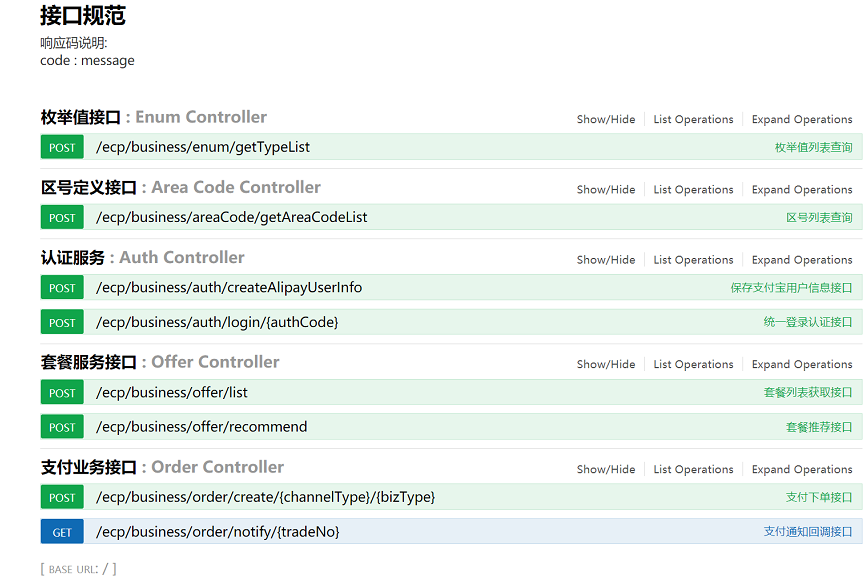 接口规范
响应码说明:
code : message
枚举值接口 : Enum Controller Show/Hide List Operations Expand Operations
POST /ecp/business/enum/getTypeList 枚举值列表查询
区号定义接口 : Area Code Controller Show/Hide List Operations Expand Operations
POST /ecp/business/areaCode/getAreaCodeList 区号列表查询
认证服务 : Auth Controller Show/Hide List Operations Expand Operations
POST /ecp/business/auth/createAlipayUserInfo 保存支付宝用户信息接口
POST /ecp/business/auth/login/{authCode} 统一登录认证接口
套餐服务接口 : Offer Controller Show/Hide List Operations Expand Operations
POST /ecp/business/offer/list 套餐列表获取接口
POST /ecp/business/offer/recommend 套餐推荐接口
支付业务接口 : Order Controller Show/Hide List Operations Expand Operations
POST /ecp/business/order/create/{channelType}/{bizType} 支付下单接口
GET /ecp/business/order/notify/{tradeNo} 支付通知回调接口
[ BASE URL: / ]